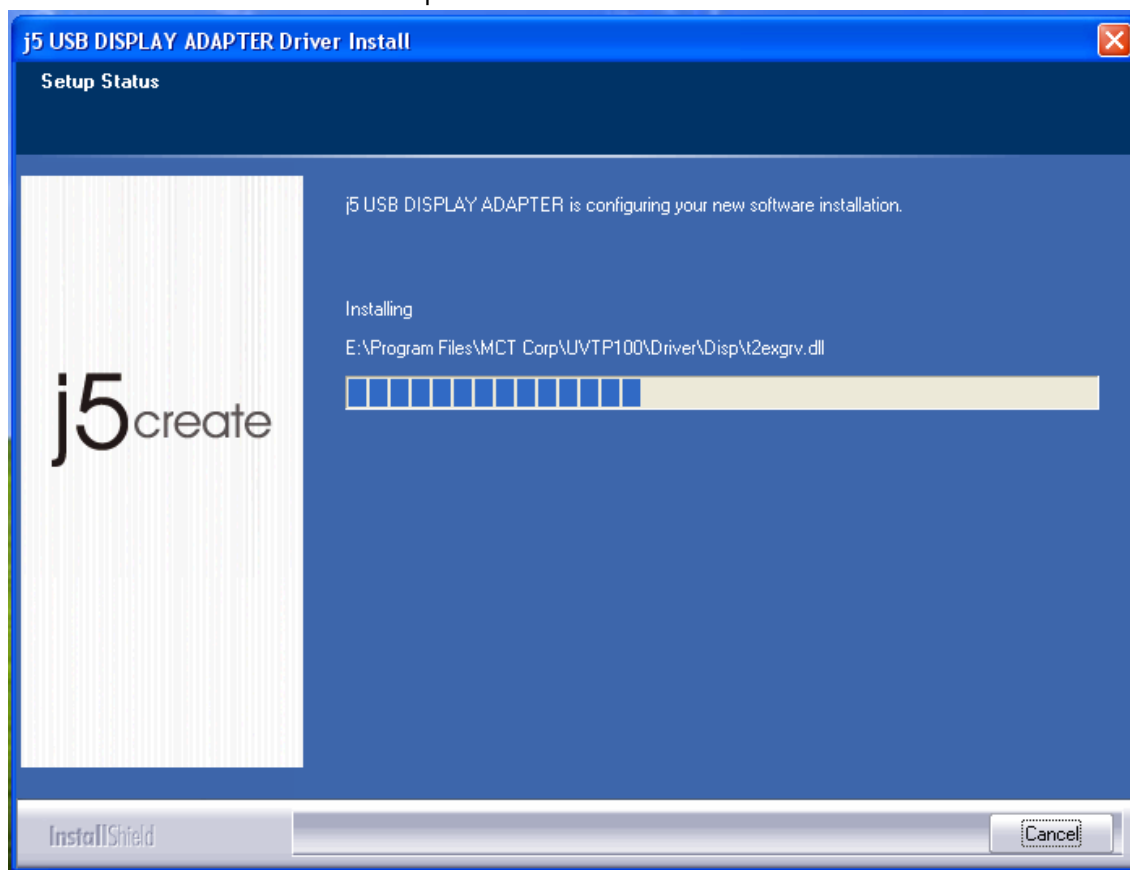 j5 USB DISPLAY ADAPTER Driver Install
Setup Status
j5 USB DISPLAY ADAPTER is configuring your new software installation.
Installing
E:\Program Files\MCT Corp\UVTP100\Driver\Disp\t2exgrv.dll
j5create
InstallShield
Cancel